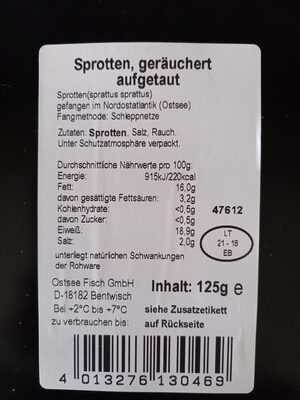 Sprotten, geräuchert
aufgetaut
Sprotten(sprattus sprattus)
gefangen im Nordostatlantik (Ostsee)
Fangmethode: Schleppnetze
Zutaten: Sprotten, Salz, Rauch.
Unter Schutzatmosphäre verpackt.
Durchschnittliche Nährwerte pro 100g:
Energie: 915kJ/220kcal
Fett: 16,0g
davon gesättigte Fettsäuren: 3,2g
Kohlenhydrate: <0,5g 47612
davon Zucker: <0,5g
Eiweiß: 18,9g
Salz: 2,0g
LT
21 - 18
EB
unterliegt natürlichen Schwankungen
der Rohware
Ostsee Fisch GmbH Inhalt: 125g e
D-18182 Bentwisch
Bei +2°C bis +7°C siehe Zusatzetikett
zu verbrauchen bis: auf Rückseite
4 013276 130469